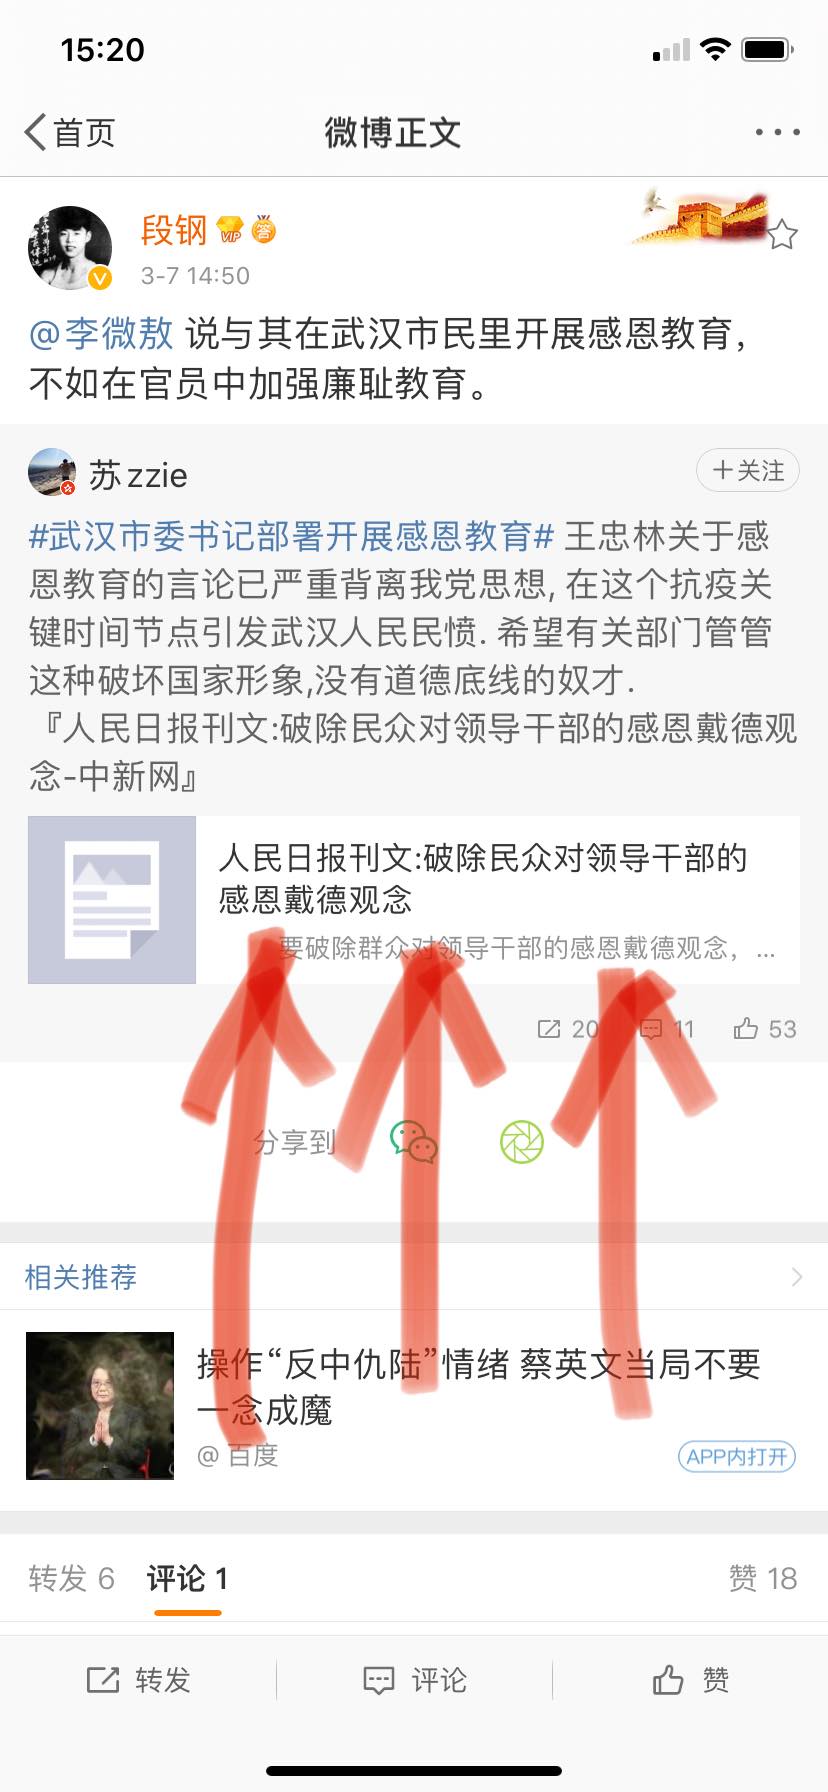 15:20
首页
微博正文
段钢
VIP
答
3-7 14:50
@李微敖 说与其在武汉市民里开展感恩教育，
不如在官员中加强廉耻教育。
苏zzie
关注
#武汉市委书记部署开展感恩教育# 王忠林关于感
恩教育的言论已严重背离我党思想, 在这个抗疫关
键时间节点引发武汉人民民愤. 希望有关部门管管
这种破坏国家形象,没有道德底线的奴才.
『人民日报刊文:破除民众对领导干部的感恩戴德观
念-中新网』
人民日报刊文:破除民众对领导干部的
感恩戴德观念
要破除群众对领导干部的感恩戴德观念，...
20 11 53
分享到
相关推荐
操作“反中仇陆”情绪 蔡英文当局不要
一念成魔
@ 百度
APP内打开
转发 6 评论 1 赞 18
转发 评论 赞